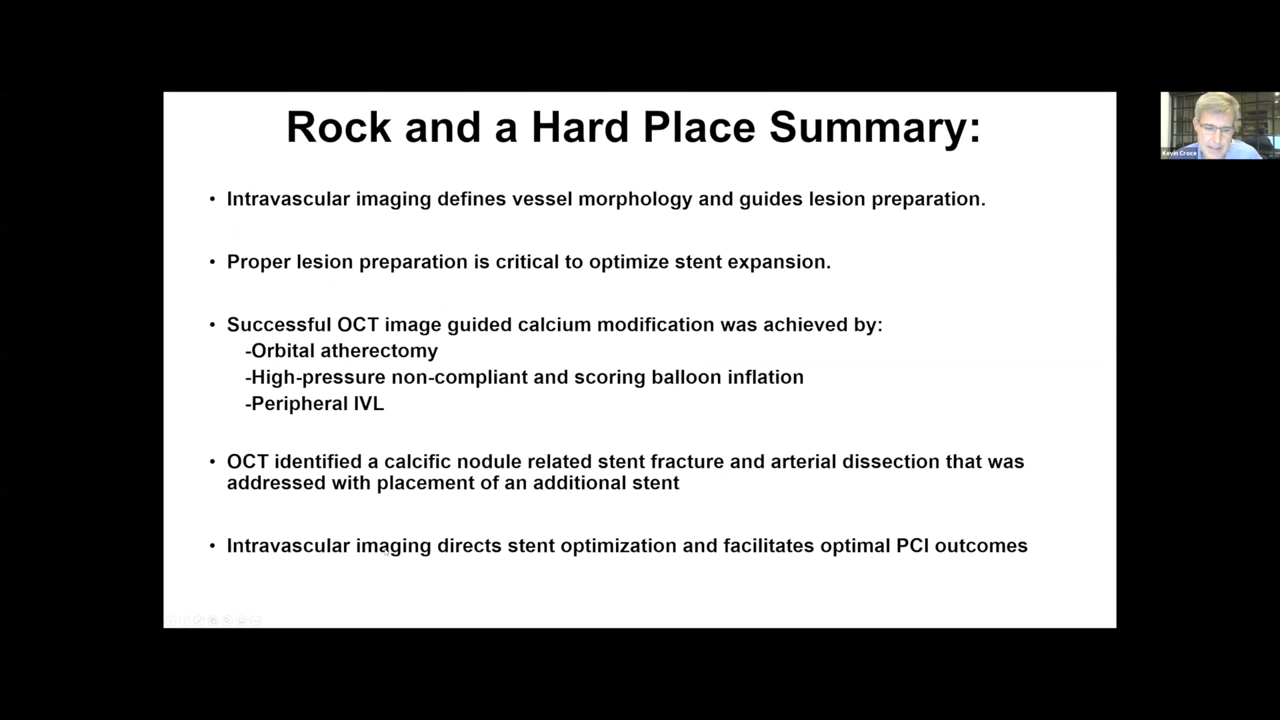 Rock and a Hard Place Summary:
• Intravascular imaging defines vessel morphology and guides lesion preparation.
• Proper lesion preparation is critical to optimize stent expansion.
• Successful OCT image guided calcium modification was achieved by:
-Orbital atherectomy
-High-pressure non-compliant and scoring balloon inflation
-Peripheral IVL
• OCT identified a calcific nodule related stent fracture and arterial dissection that was
addressed with placement of an additional stent
• Intravascular imaging directs stent optimization and facilitates optimal PCI outcomes
Kevin Croce